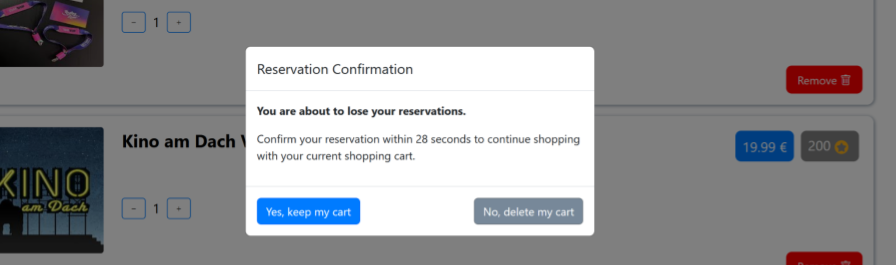 - 1 +
Reservation Confirmation
Remove
You are about to lose your reservations.
Confirm your reservation within 28 seconds to continue shopping
with your current shopping cart.
Kino am Dach
19.99 €
200
KINO
am Dach
- 1 +
Yes, keep my cart
No, delete my cart